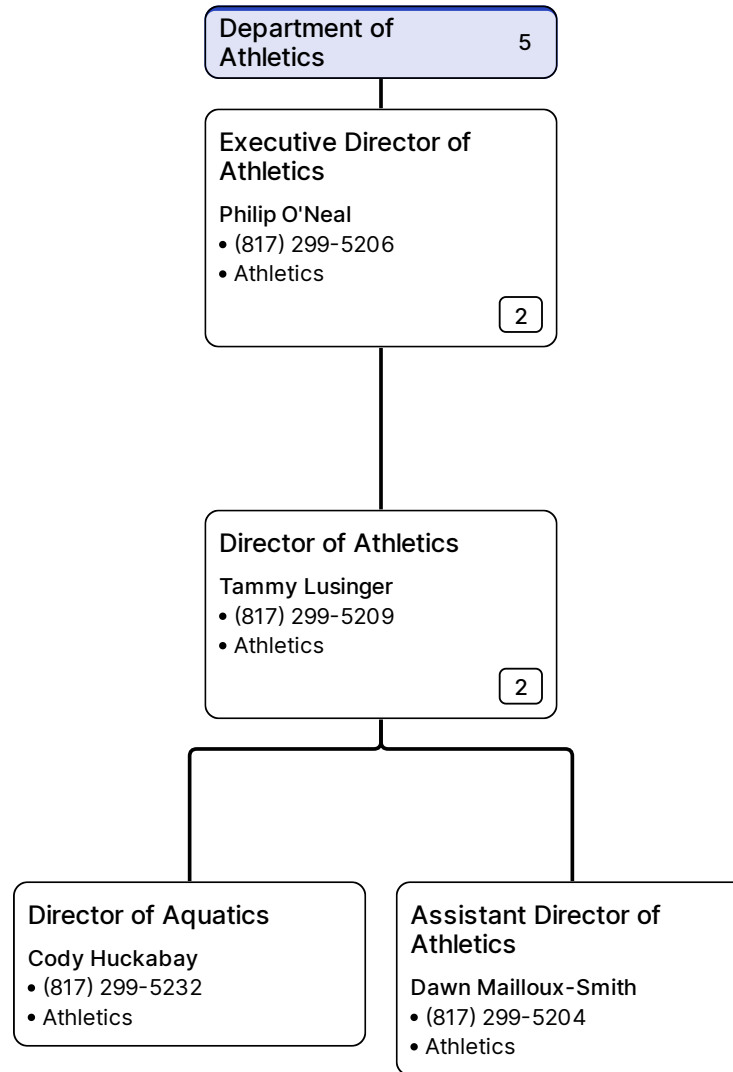 Department of
Athletics
5
Executive Director of
Athletics
Philip O'Neal
• (817) 299-5206
• Athletics
2
Director of Athletics
Tammy Lusinger
• (817) 299-5209
• Athletics
2
Director of Aquatics
Cody Huckabay
• (817) 299-5232
• Athletics
Assistant Director of
Athletics
Dawn Mailloux-Smith
• (817) 299-5204
• Athletics